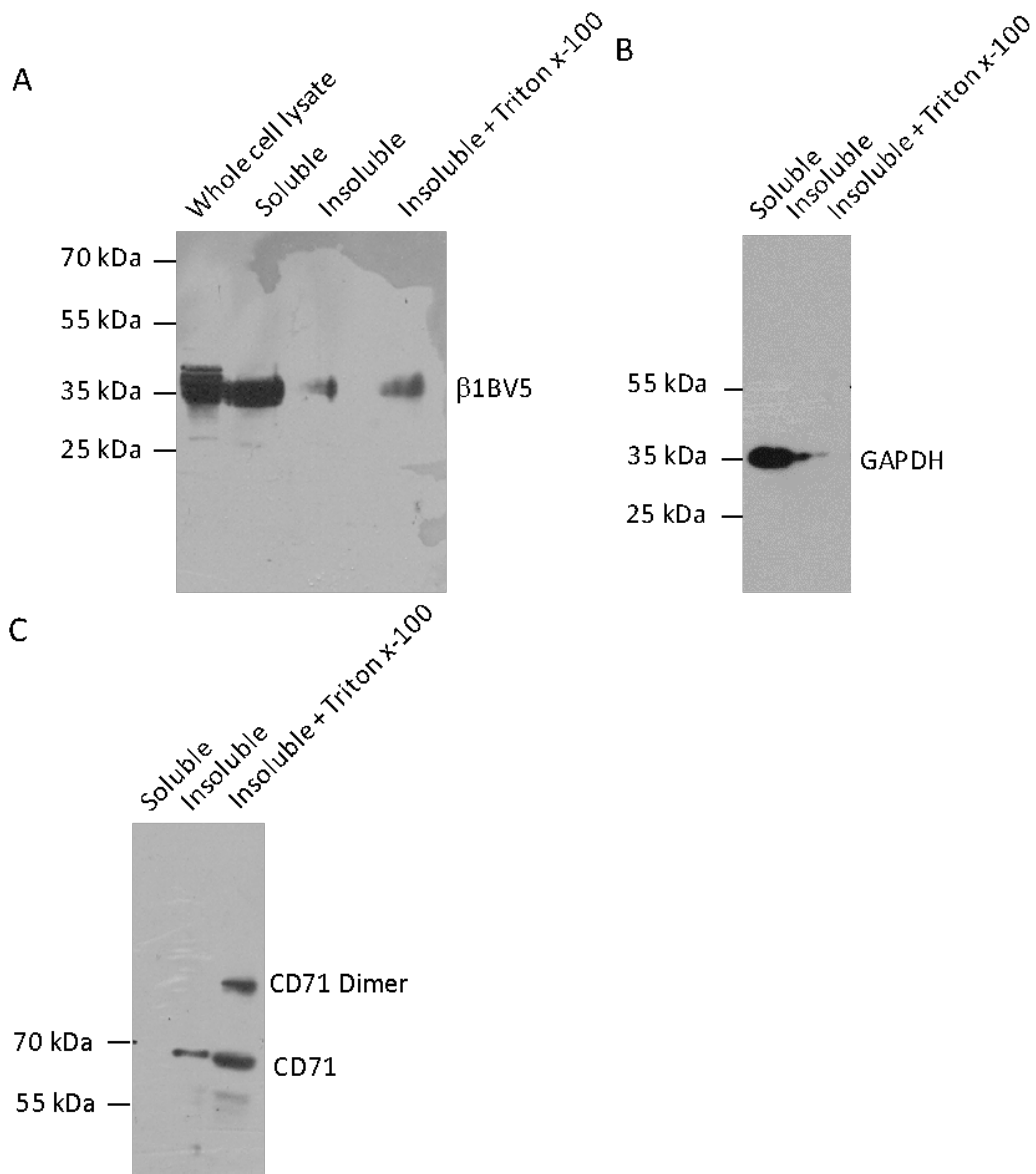 A
Whole cell lysate
Soluble
Insoluble
Insoluble + Triton x-100
70 kDa
55 kDa
35 kDa
25 kDa
β1BV5
B
Soluble
Insoluble
Insoluble + Triton x-100
55 kDa
35 kDa
25 kDa
GAPDH
C
Soluble
Insoluble
Insoluble + Triton x-100
CD71 Dimer
70 kDa
CD71
55 kDa